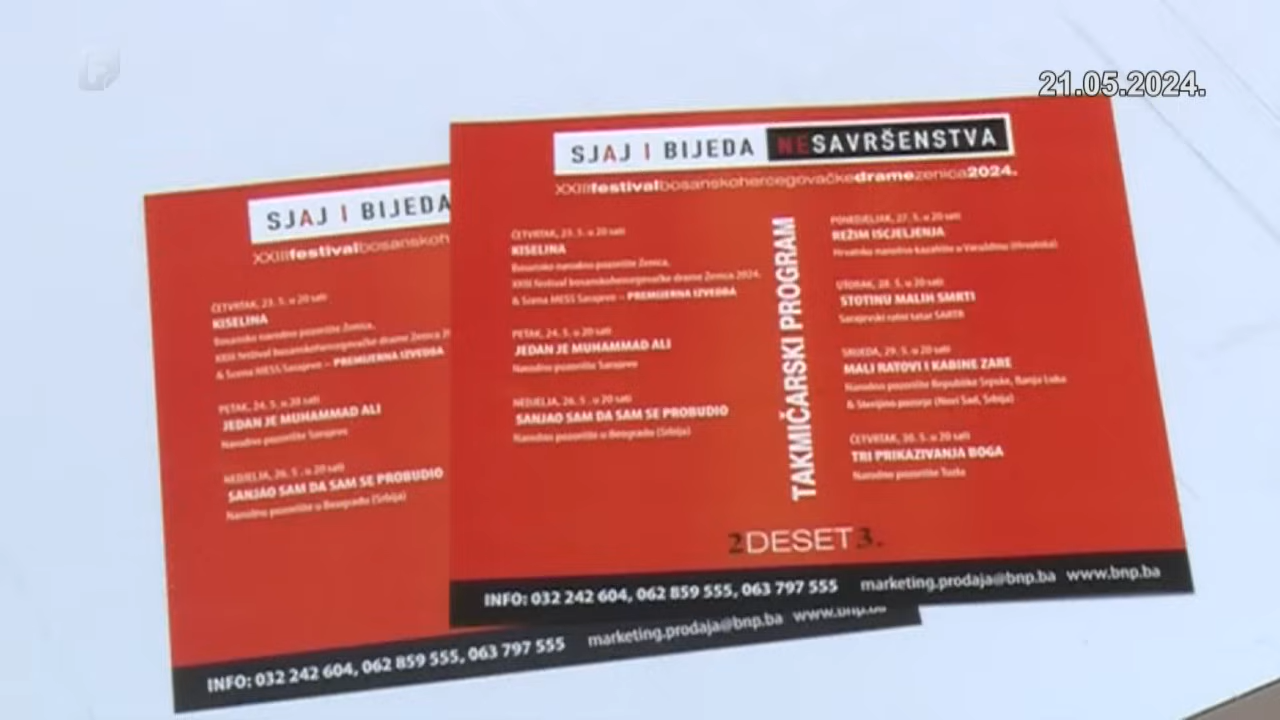 21.05.2024.
SJAJ I BIJEDA NESAVRŠENSTVA
XXIIIfestivalbosanskohercegovačkedramezenica2024.
ČETVRTAK, 23. 5. u 20 sati
KISELINA
Bosansko narodno pozorište Zenica,
XXIII festival bosanskohercegovačke drame Zenica 2024.
& Scena MESS Sarajevo – PREMIJERNA IZVEDBA
PETAK, 24. 5. u 20 sati
JEDAN JE MUHAMMAD ALI
Narodno pozorište Sarajevo
NEDJELJA, 26. 5. u 20 sati
SANJAO SAM DA SAM SE PROBUDIO
Narodno pozorište u Beogradu (Srbija)
TAKMIČARSKI PROGRAM
PONEDJELJAK, 27. 5. u 20 sati
REŽIM ISCJELJENJA
Hrvatsko narodno kazalište u Varaždinu (Hrvatska)
UTORAK, 28. 5. u 20 sati
STOTINU MALIH SMRTI
Sarajevski ratni teatar SARTR
SRIJEDA, 29. 5. u 20 sati
MALI RATOVI I KABINE ZARE
Narodno pozorište Republike Srpske, Banja Luka
& Sterijino pozorje (Novi Sad, Srbija)
ČETVRTAK, 30. 5. u 20 sati
TRI PRIKAZIVANJA BOGA
Narodno pozorište Tuzla
2DESET3.
INFO: 032 242 604, 062 859 555, 063 797 555 marketing.prodaja@bnp.ba www.bnp.ba
SJAJ I BIJEDA
XXIIIfestivalbosanskoh
ČETVRTAK, 23. 5. u 20 sati
KISELINA
Bosansko narodno pozorište Zenica,
XXIII festival bosanskohercegovačke drame Zenica 20
& Scena MESS Sarajevo – PREMIJERNA IZVEDBA
PETAK, 24. 5. u 20 sati
JEDAN JE MUHAMMAD ALI
Narodno pozorište Sarajevo
NEDJELJA, 26. 5. u 20 sati
SANJAO SAM DA SAM SE PROBUDIO
Narodno pozorište u Beogradu (Srbija)
INFO: 032 242 604, 062 859 555, 063 797 555 marketing.prodaja@bnp.ba www.bnp.ba